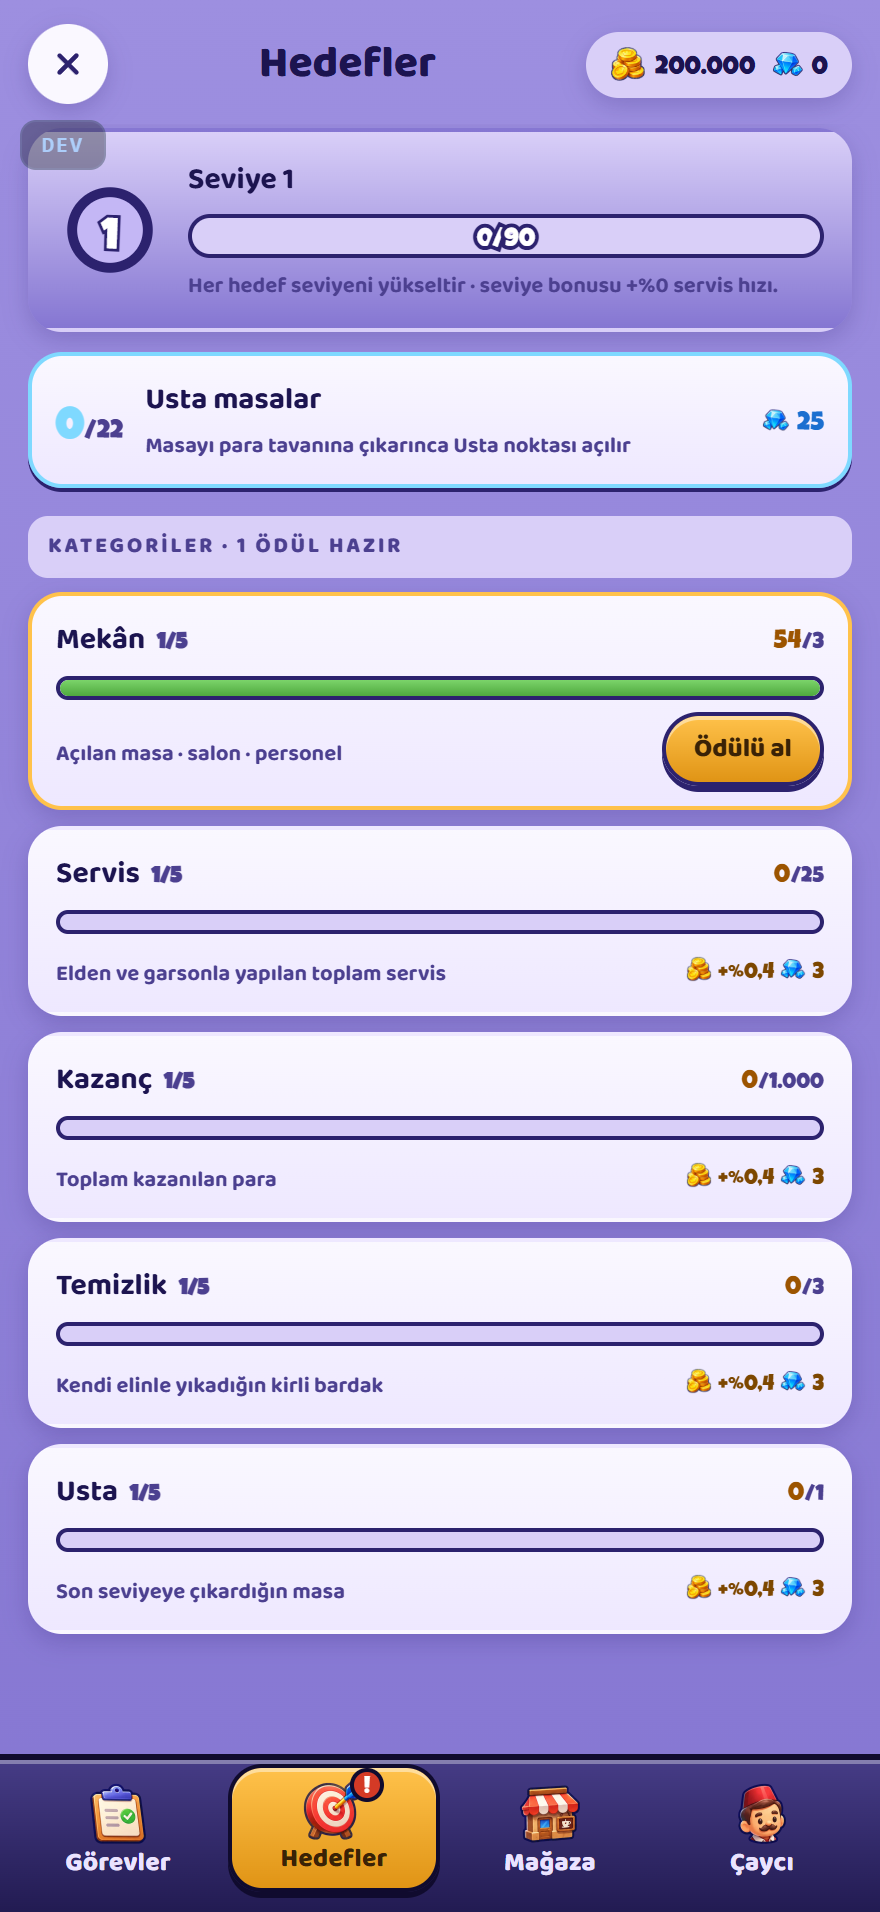 Hedefler
200.000 0
DEV
Seviye 1
1
0/90
Her hedef seviyeni yükseltir · seviye bonusu +%0 servis hızı.
Usta masalar
0/22
25
Masayı para tavanına çıkarınca Usta noktası açılır
KATEGORİLER · 1 ÖDÜL HAZIR
Mekân 1/5 54/3
Açılan masa · salon · personel
Ödülü al
Servis 1/5 0/25
Elden ve garsonla yapılan toplam servis +%0,4 3
Kazanç 1/5 0/1.000
Toplam kazanılan para +%0,4 3
Temizlik 1/5 0/3
Kendi elinle yıkadığın kirli bardak +%0,4 3
Usta 1/5 0/1
Son seviyeye çıkardığın masa +%0,4 3
!
Görevler Hedefler Mağaza Çaycı